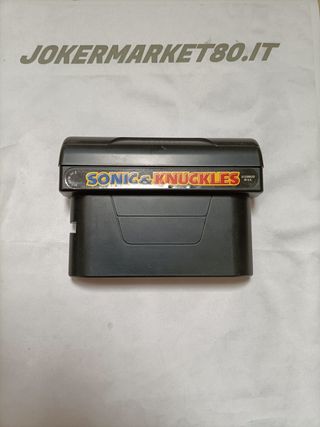 JOKERMARKET80.IT
SONIC & KNUCKLES